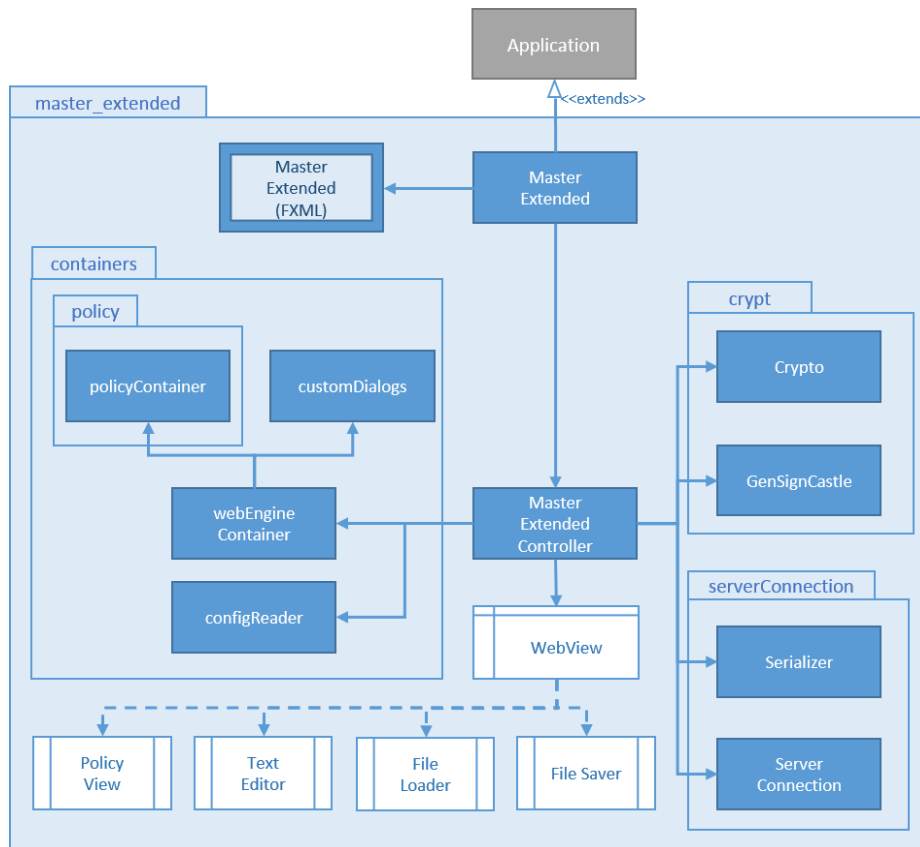 Application
<<extends>>
master_extended
Master
Extended
(FXML)
Master
Extended
containers
policy
policyContainer
customDialogs
crypt
Crypto
GenSignCastle
webEngine
Container
configReader
Master
Extended
Controller
WebView
serverConnection
Serializer
Server
Connection
Policy
View
Text
Editor
File
Loader
File Saver